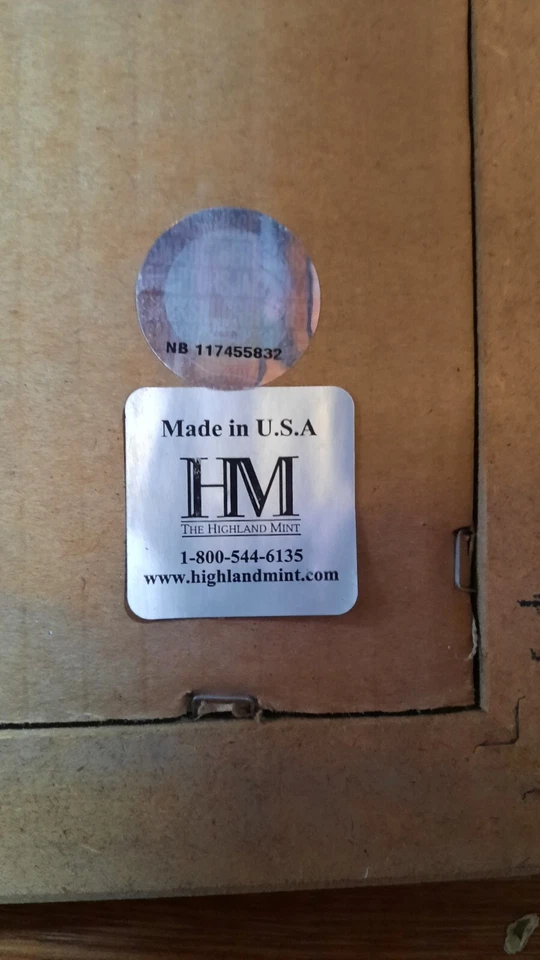 NB 117455832
Made in U.S.A
HM
THE HIGHLAND MINT
1-800-544-6135
www.highlandmint.com